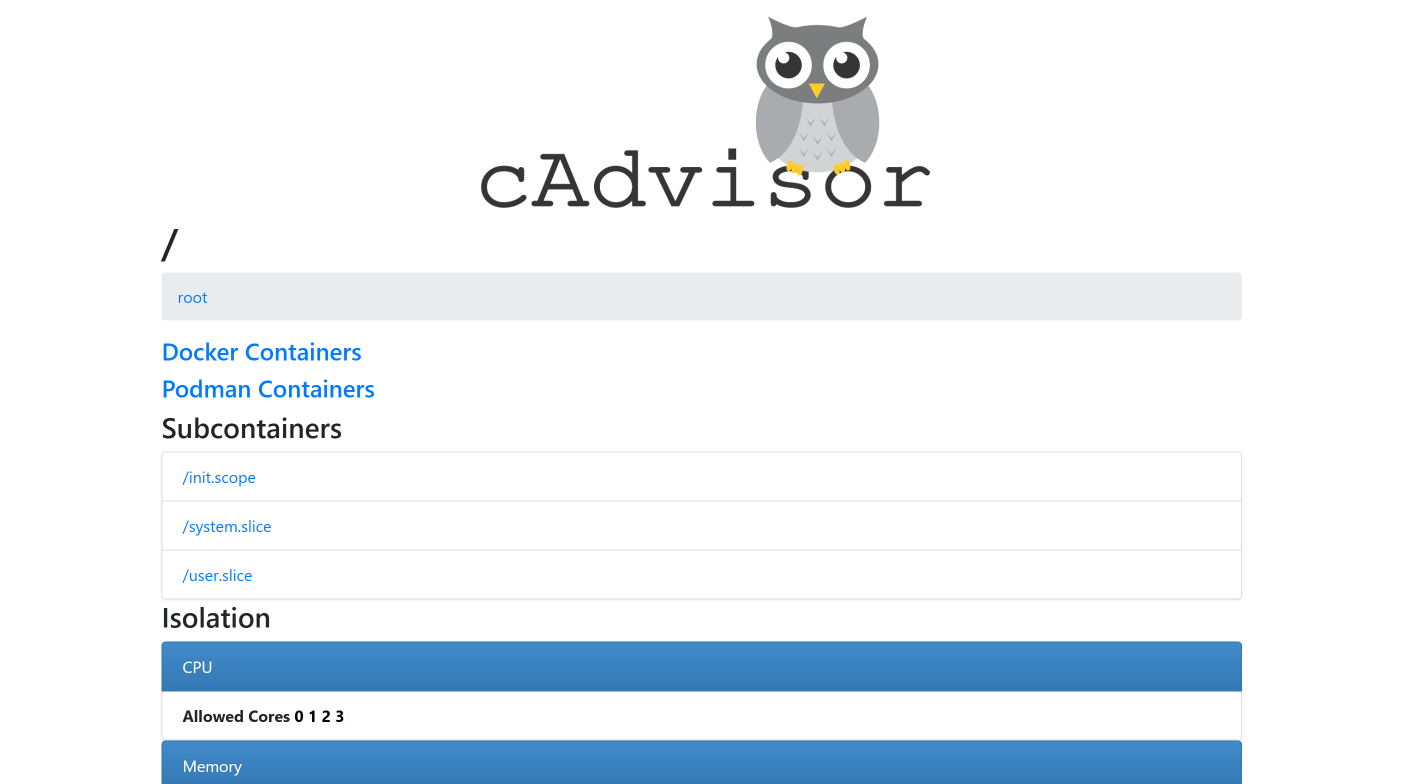 cAdvisor
/
root
Docker Containers
Podman Containers
Subcontainers
/init.scope
/system.slice
/user.slice
Isolation
CPU
Allowed Cores 0 1 2 3
Memory